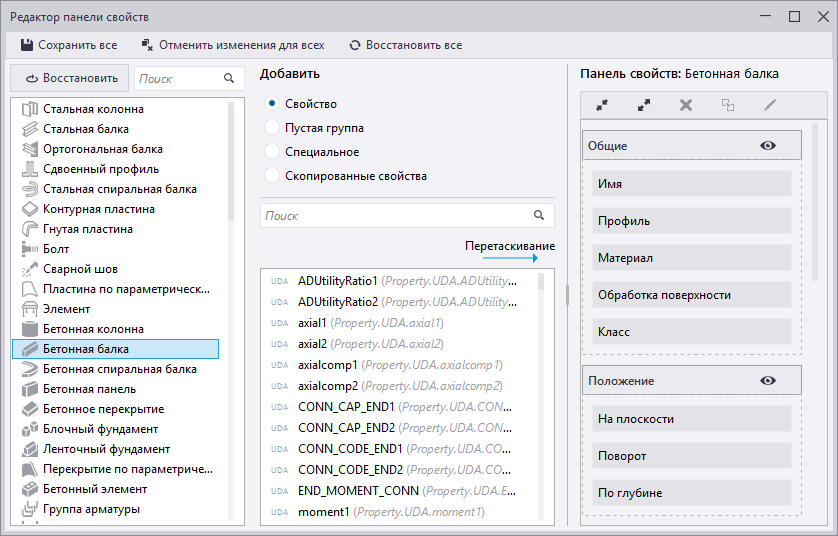 Редактор панели свойств
Сохранить все
Отменить изменения для всех
Восстановить все
Восстановить
Поиск
Стальная колонна
Стальная балка
Ортогональная балка
Сдвоенный профиль
Стальная спиральная балка
Контурная пластина
Гнутая пластина
Болт
Сварной шов
Пластина по параметрическ...
Элемент
Бетонная колонна
Бетонная балка
Бетонная спиральная балка
Бетонная панель
Бетонное перекрытие
Блочный фундамент
Ленточный фундамент
Перекрытие по параметриче...
Бетонный элемент
Группа арматуры
Добавить
Свойство
Пустая группа
Специальное
Скопированные свойства
Поиск
Перетаскивание
UDA ADUtilityRatio1 (Property.UDA.ADUtility...
UDA ADUtilityRatio2 (Property.UDA.ADUtility...
UDA axial1 (Property.UDA.axial1)
UDA axial2 (Property.UDA.axial2)
UDA axialcomp1 (Property.UDA.axialcomp1)
UDA axialcomp2 (Property.UDA.axialcomp2)
UDA CONN_CAP_END1 (Property.UDA.CON...
UDA CONN_CAP_END2 (Property.UDA.CON...
UDA CONN_CODE_END1 (Property.UDA.CO...
UDA CONN_CODE_END2 (Property.UDA.CO...
UDA END_MOMENT_CONN (Property.UDA.E...
UDA moment1 (Property.UDA.moment1)
Панель свойств: Бетонная балка
Общие
Имя
Профиль
Материал
Обработка поверхности
Класс
Положение
На плоскости
Поворот
По глубине